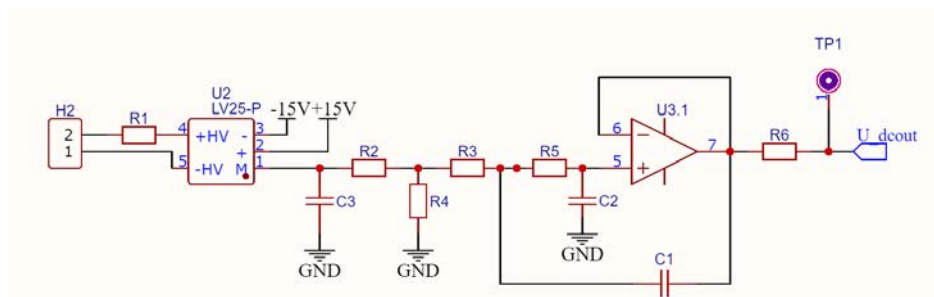 TP1
1
H2
2
1
R1
U2
LV25-P
4
+HV
5
-HV
-
3
+
2
M
1
-15V
+15V
C3
GND
R2
R4
GND
R3
R5
C2
GND
C1
6
5
U3.1
7
-
+
R6
U_dcout